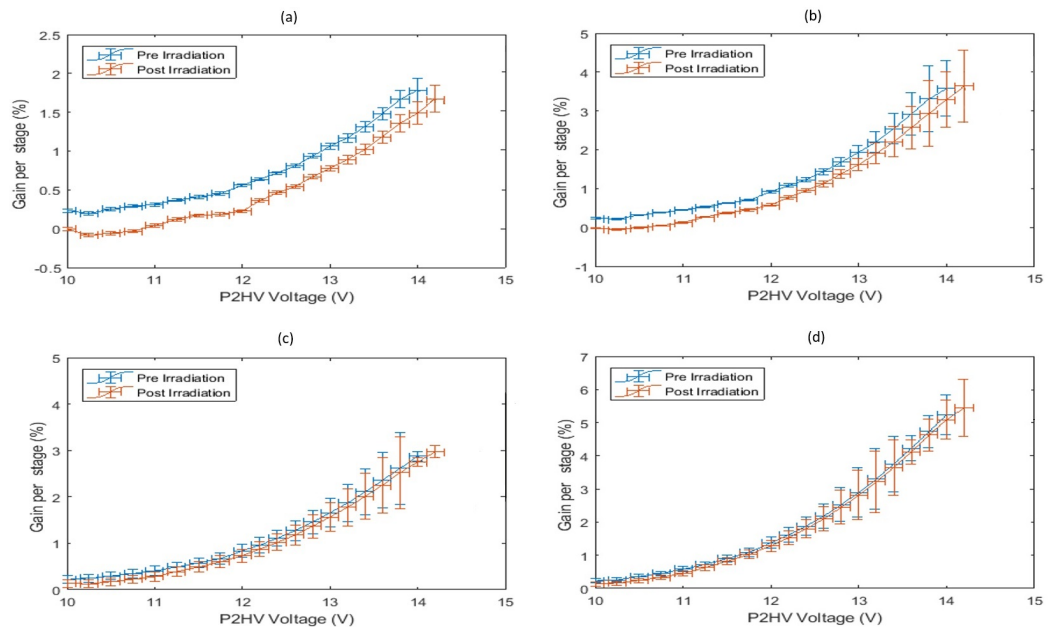 (a)
2.5
2
1.5
1
0.5
0
-0.5
Gain per stage (%)
Pre Irradiation
Post Irradiation
10 11 12 13 14 15
P2HV Voltage (V)
(b)
5
4
3
2
1
0
-1
Gain per stage (%)
Pre Irradiation
Post Irradiation
10 11 12 13 14 15
P2HV Voltage (V)
(c)
5
4
3
2
1
0
Gain per stage (%)
Pre Irradiation
Post Irradiation
10 11 12 13 14 15
P2HV Voltage (V)
(d)
7
6
5
4
3
2
1
0
Gain per stage (%)
Pre Irradiation
Post Irradiation
10 11 12 13 14 15
P2HV Voltage (V)